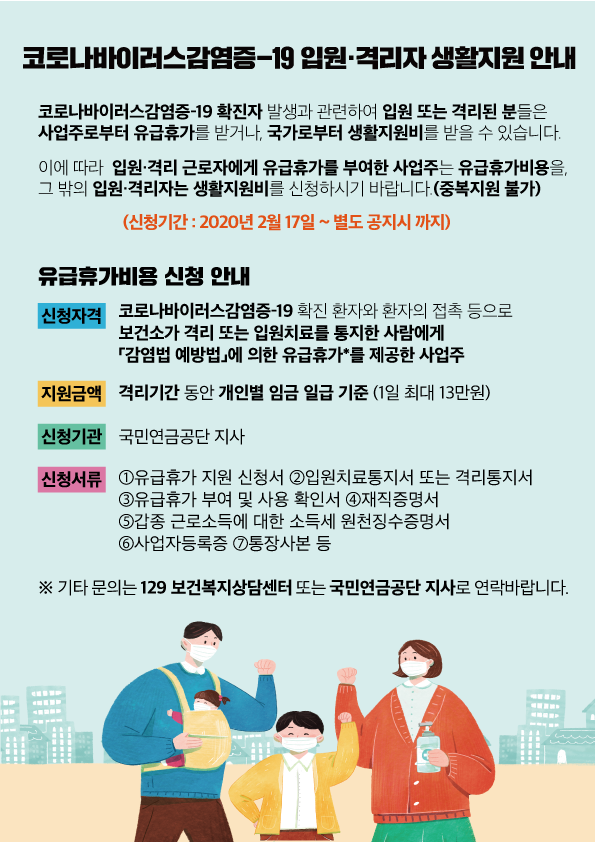 코로나바이러스감염증-19 입원·격리자 생활지원 안내
코로나바이러스감염증-19 확진자 발생과 관련하여 입원 또는 격리된 분들은
사업주로부터 유급휴가를 받거나, 국가로부터 생활지원비를 받을 수 있습니다.
이에 따라 입원·격리 근로자에게 유급휴가를 부여한 사업주는 유급휴가비용을,
그 밖의 입원·격리자는 생활지원비를 신청하시기 바랍니다.(중복지원 불가)
(신청기간 : 2020년 2월 17일 ~ 별도 공지시 까지)
유급휴가비용 신청 안내
신청자격 코로나바이러스감염증-19 확진 환자와 환자의 접촉 등으로
보건소가 격리 또는 입원치료를 통지한 사람에게
「감염법 예방법」에 의한 유급휴가*를 제공한 사업주
지원금액 격리기간 동안 개인별 임금 일급 기준 (1일 최대 13만원)
신청기관 국민연금공단 지사
신청서류 ①유급휴가 지원 신청서 ②입원치료통지서 또는 격리통지서
③유급휴가 부여 및 사용 확인서 ④재직증명서
⑤갑종 근로소득에 대한 소득세 원천징수증명서
⑥사업자등록증 ⑦통장사본 등
※ 기타 문의는 129 보건복지상담센터 또는 국민연금공단 지사로 연락바랍니다.